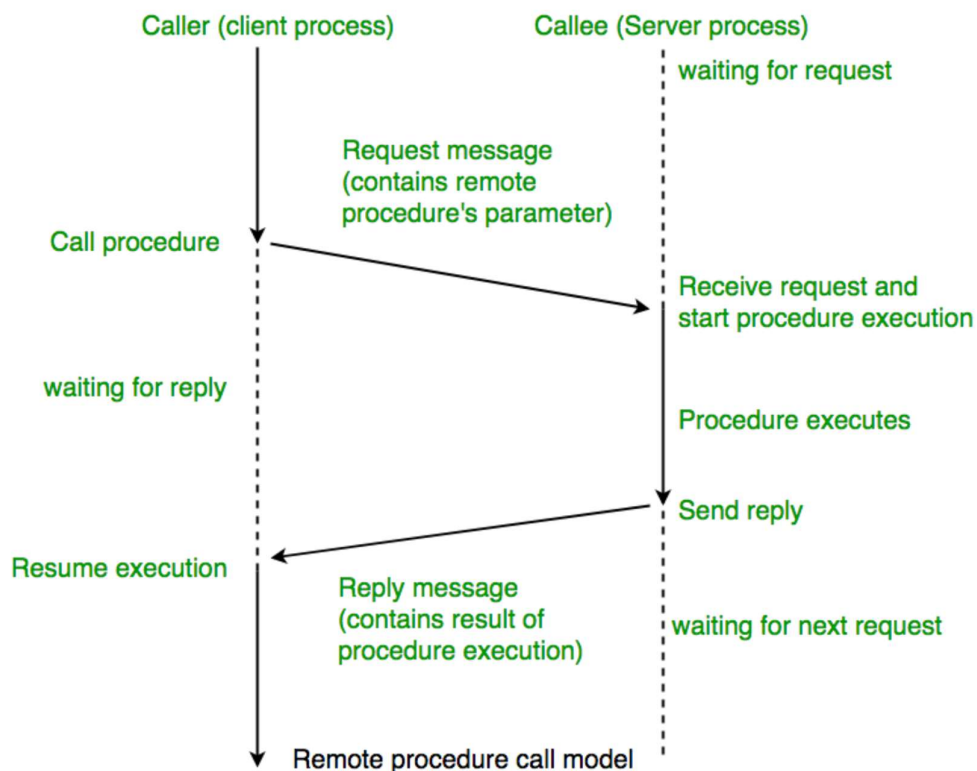 Caller (client process)
Callee (Server process)
waiting for request
Request message
(contains remote
procedure's parameter)
Call procedure
Receive request and
start procedure execution
waiting for reply
Procedure executes
Send reply
Resume execution
Reply message
(contains result of
procedure execution)
waiting for next request
Remote procedure call model